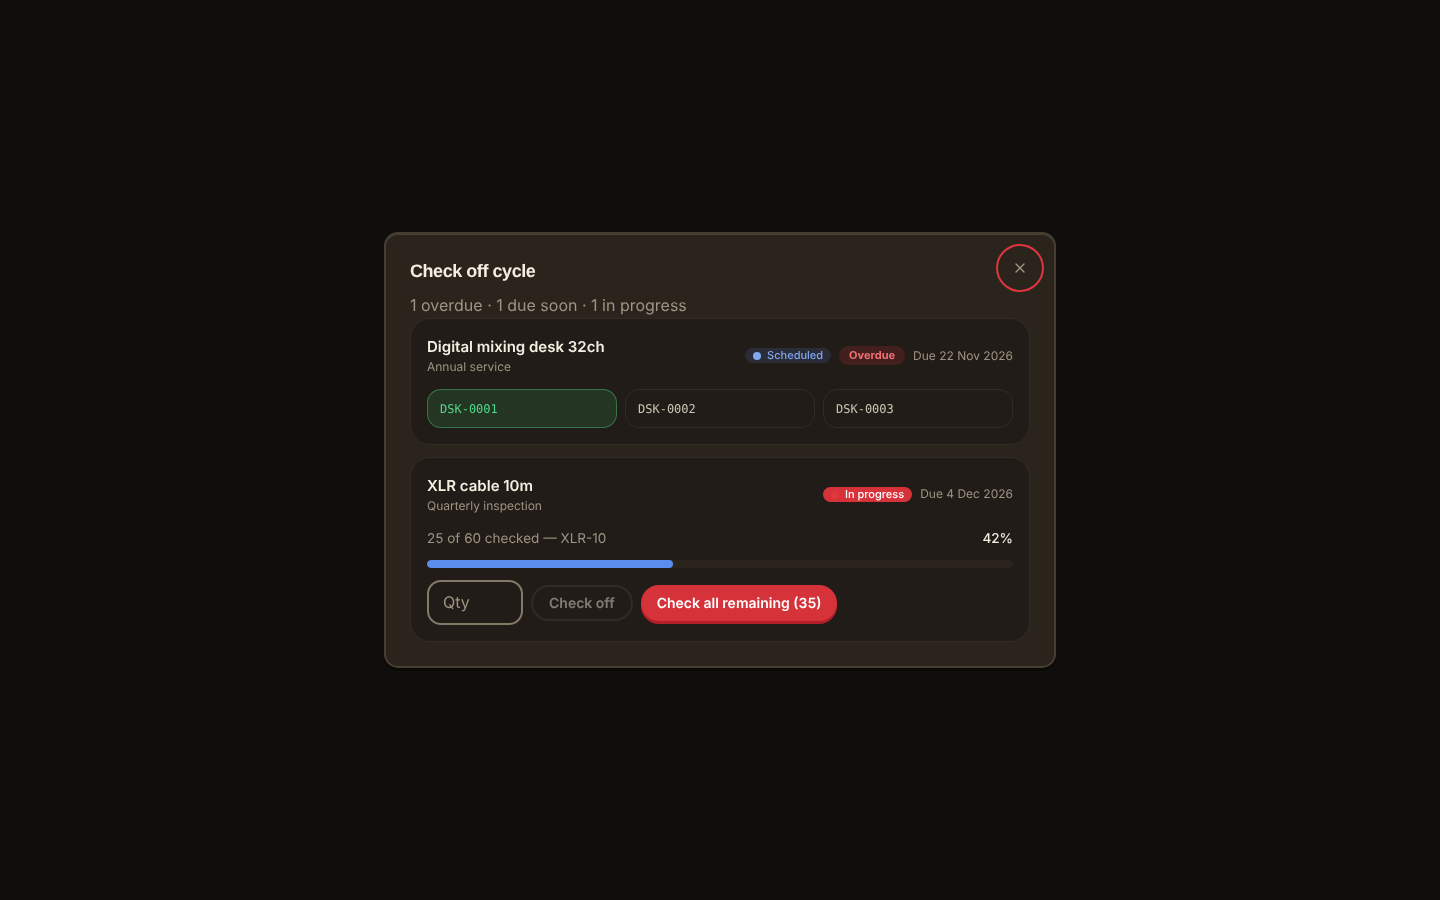 Check off cycle
1 overdue · 1 due soon · 1 in progress
Digital mixing desk 32ch
Annual service
Scheduled
Overdue
Due 22 Nov 2026
DSK-0001
DSK-0002
DSK-0003
XLR cable 10m
Quarterly inspection
In progress
Due 4 Dec 2026
25 of 60 checked — XLR-10
42%
Qty
Check off
Check all remaining (35)